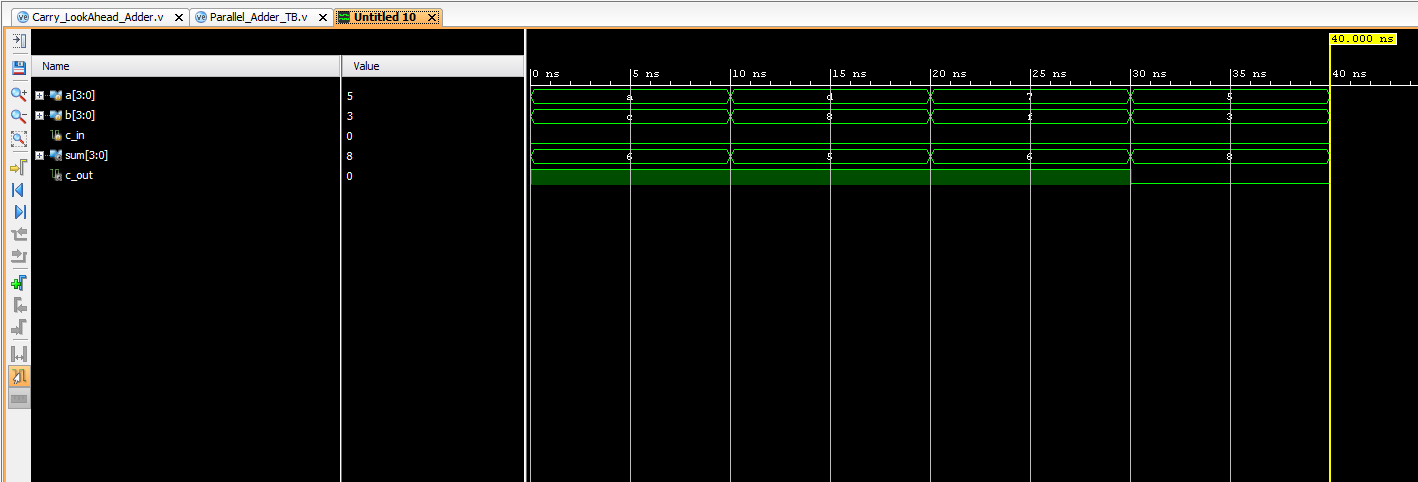 Carry_LookAhead_Adder.v Parallel_Adder_TB.v Untitled 10
40.000 ns
Name Value
0 ns 5 ns 10 ns 15 ns 20 ns 25 ns 30 ns 35 ns 40 ns
a[3:0] 5 a d 7 5
b[3:0] 3 c 8 f 3
c_in 0
sum[3:0] 8 6 5 6 8
c_out 0